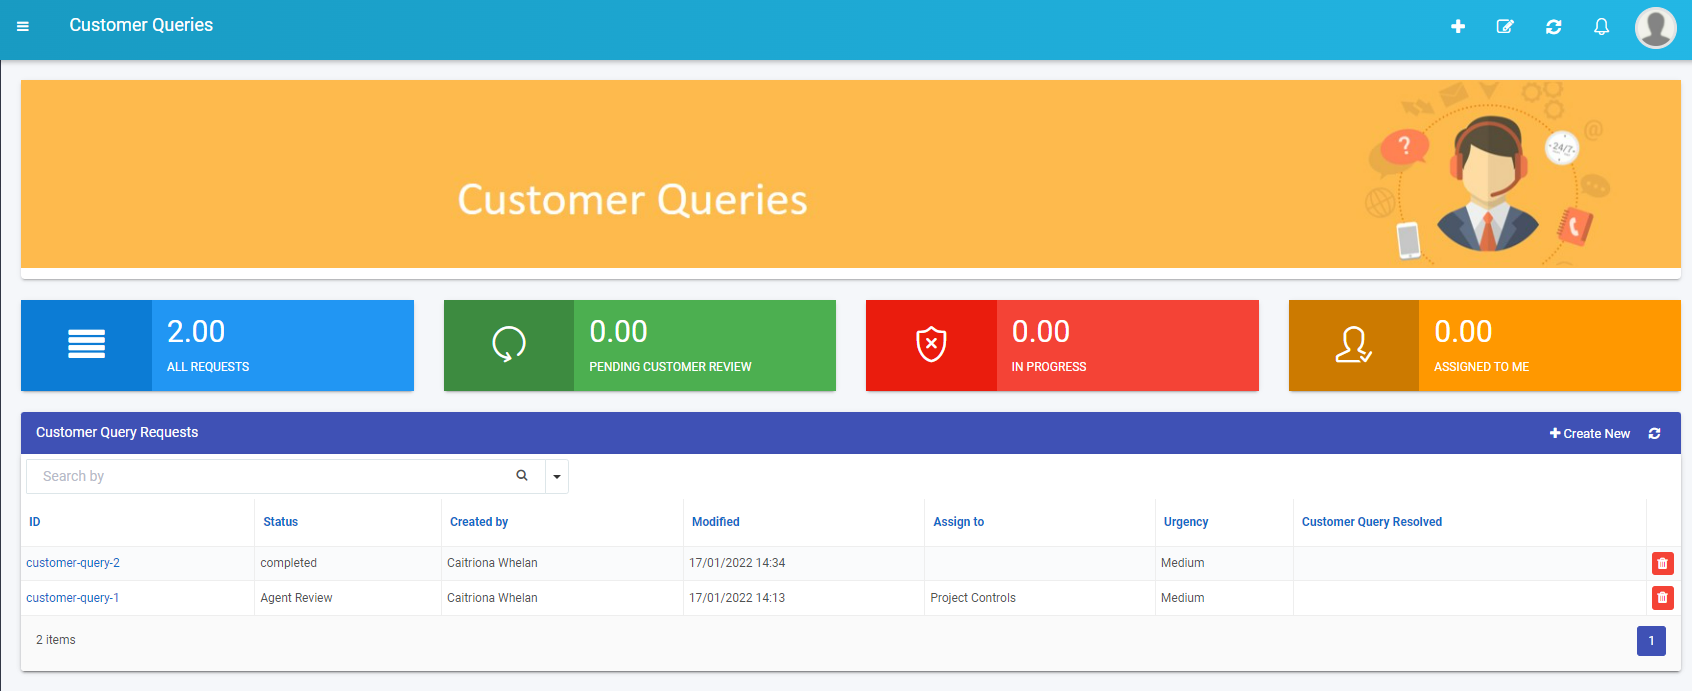 Customer Queries
Customer Queries
?
24/7
@
2.00
ALL REQUESTS
0.00
PENDING CUSTOMER REVIEW
0.00
IN PROGRESS
0.00
ASSIGNED TO ME
Customer Query Requests
Create New
Search by
ID Status Created by Modified Assign to Urgency Customer Query Resolved
customer-query-2 completed Caitriona Whelan 17/01/2022 14:34 Medium
customer-query-1 Agent Review Caitriona Whelan 17/01/2022 14:13 Project Controls Medium
2 items
1